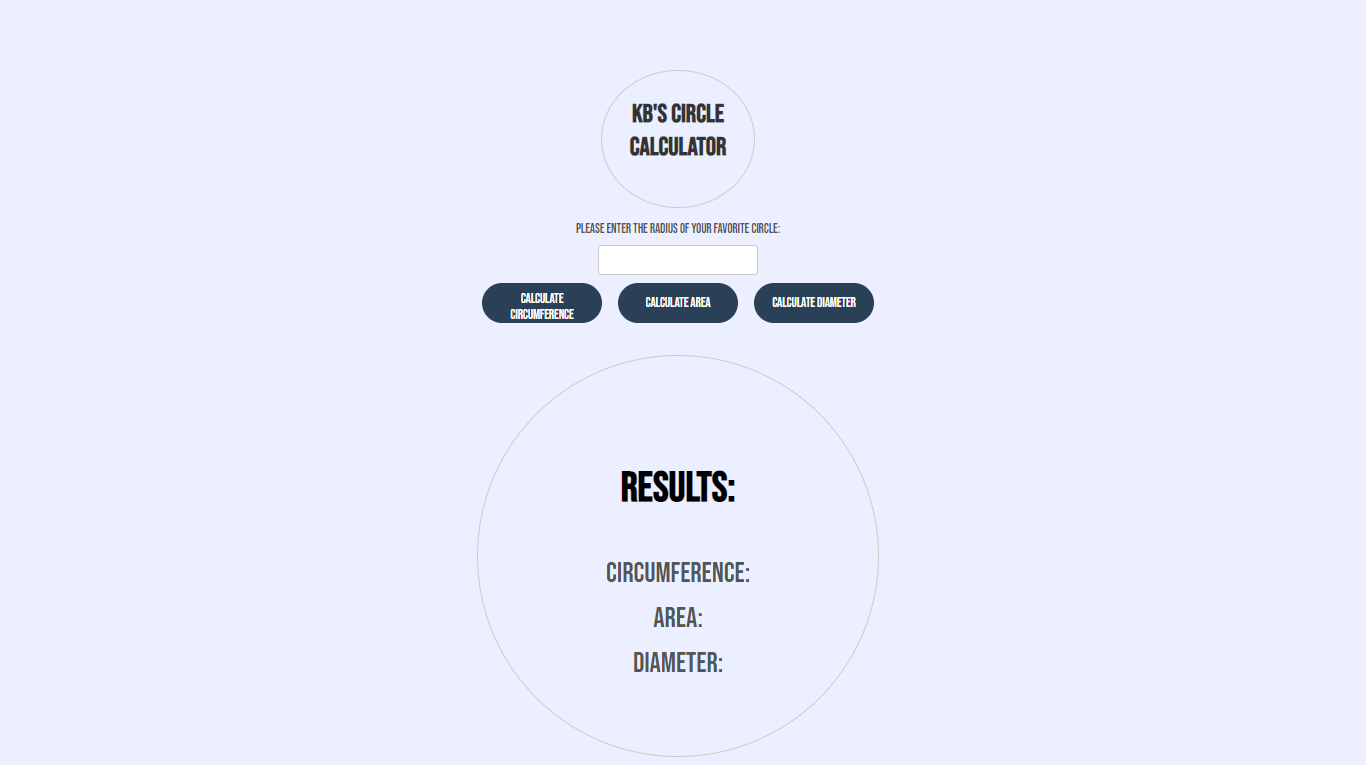 KB'S CIRCLE
CALCULATOR
PLEASE ENTER THE RADIUS OF YOUR FAVORITE CIRCLE:
CALCULATE
CIRCUMFERENCE
CALCULATE AREA
CALCULATE DIAMETER
RESULTS:
CIRCUMFERENCE:
AREA:
DIAMETER: